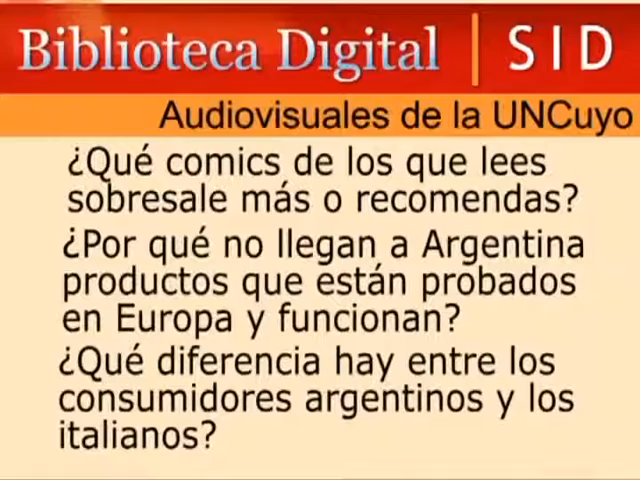 Biblioteca Digital | SID
Audiovisuales de la UNCuyo
¿Qué comics de los que lees
sobresale más o recomendas?
¿Por qué no llegan a Argentina
productos que están probados
en Europa y funcionan?
¿Qué diferencia hay entre los
consumidores argentinos y los
italianos?